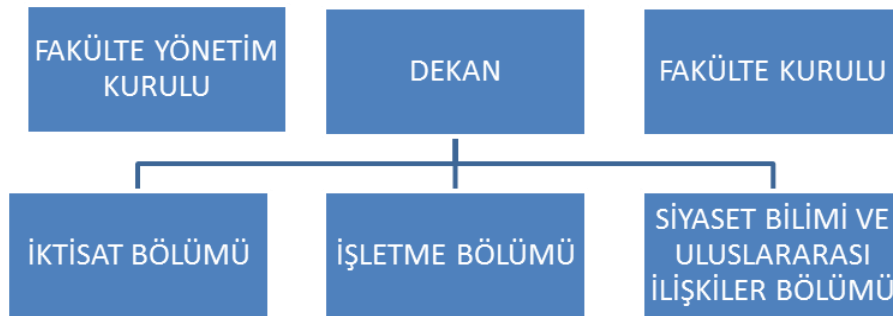 FAKÜLTE YÖNETİM
KURULU
DEKAN
FAKÜLTE KURULU
İKTİSAT BÖLÜMÜ
İŞLETME BÖLÜMÜ
SİYASET BİLİMİ VE
ULUSLARARASI
İLİŞKİLER BÖLÜMÜ